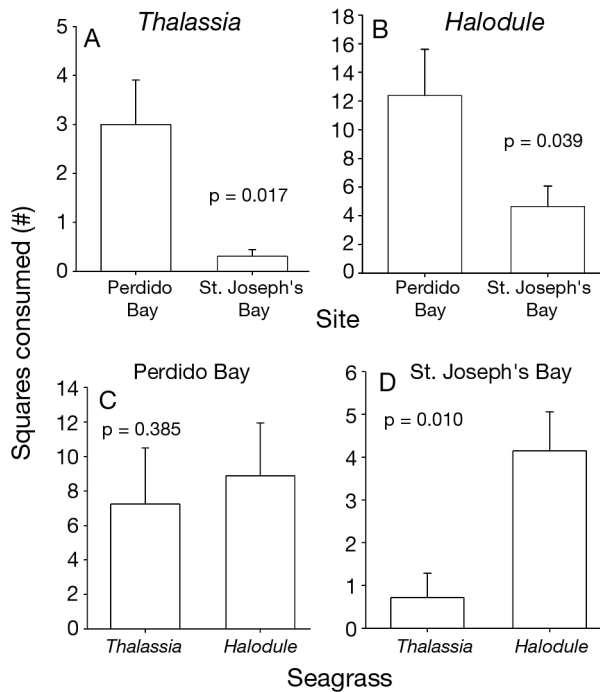 Squares consumed (#)
A
Thalassia
5
4
3
2
1
0
p = 0.017
Perdido
Bay
St. Joseph's
Bay
B
Halodule
18
16
14
12
10
8
6
4
2
0
p = 0.039
Perdido
Bay
St. Joseph's
Bay
Site
C
Perdido Bay
14
12
10
8
6
4
2
0
p = 0.385
Thalassia
Halodule
D
St. Joseph's Bay
6
5
4
3
2
1
0
p = 0.010
Thalassia
Halodule
Seagrass